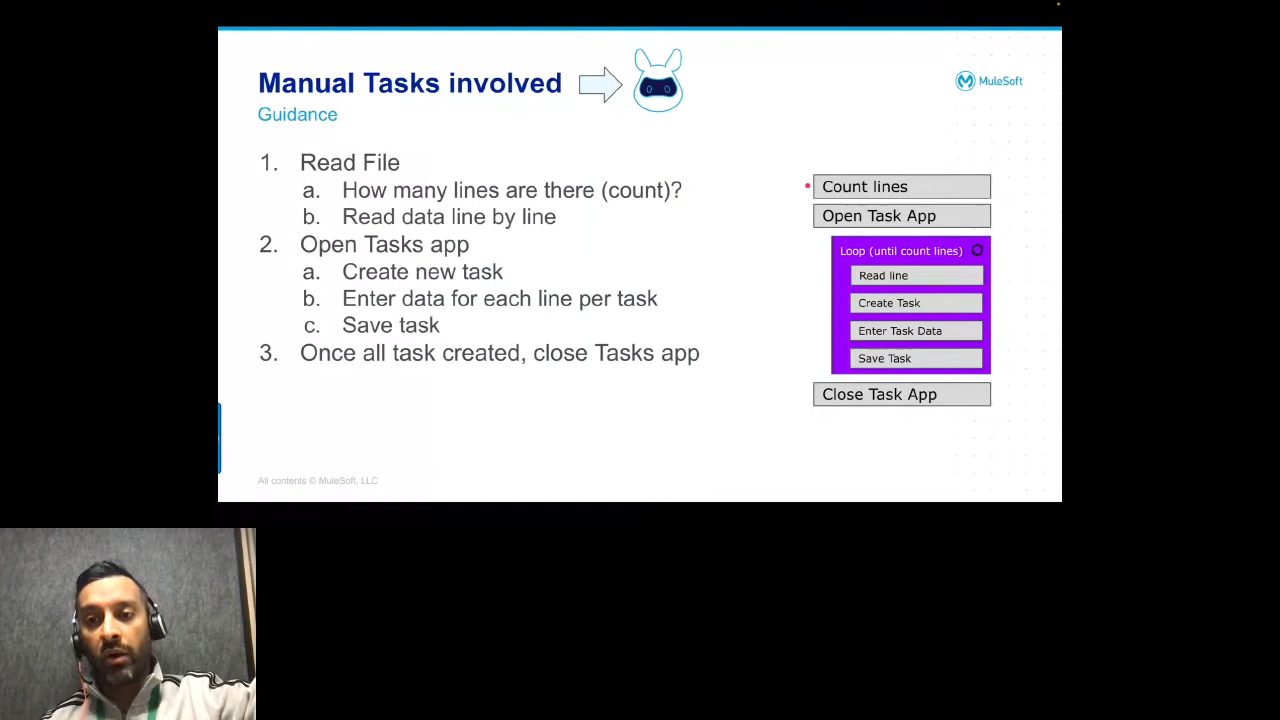 Manual Tasks involved
MuleSoft
Guidance
1. Read File
a. How many lines are there (count)?
b. Read data line by line
2. Open Tasks app
a. Create new task
b. Enter data for each line per task
c. Save task
3. Once all task created, close Tasks app
Count lines
Open Task App
Loop (until count lines)
Read line
Create Task
Enter Task Data
Save Task
Close Task App
All contents © MuleSoft, LLC